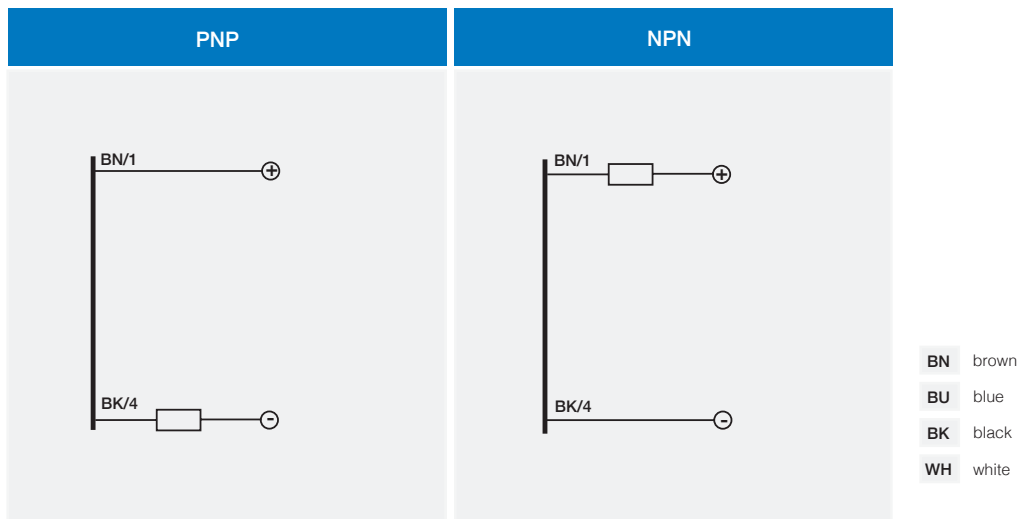 PNP
NPN
BN/1
+
BN/1
+
BK/4
-
BK/4
-
BN brown
BU blue
BK black
WH white